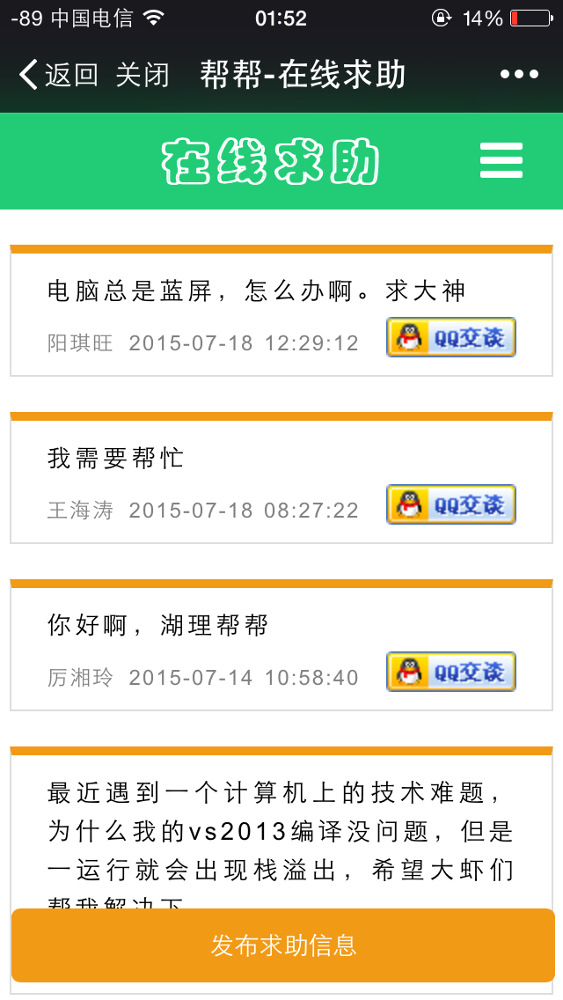 -89 中国电信 01:52 14%
返回 关闭 帮帮-在线求助
在线求助
电脑总是蓝屏，怎么办啊。求大神
阳琪旺 2015-07-18 12:29:12 QQ交谈
我需要帮忙
王海涛 2015-07-18 08:27:22 QQ交谈
你好啊，湖理帮帮
厉湘玲 2015-07-14 10:58:40 QQ交谈
最近遇到一个计算机上的技术难题，
为什么我的vs2013编译没问题，但是
一运行就会出现栈溢出，希望大虾们
帮我解决下
发布求助信息